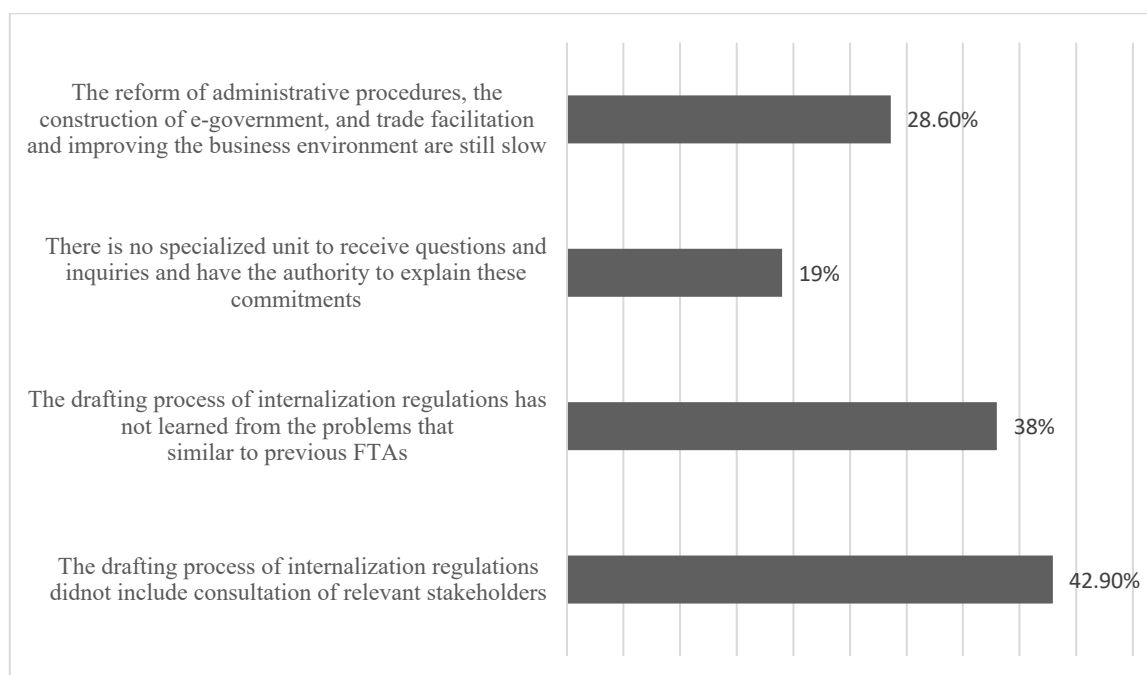 The reform of administrative procedures, the
construction of e-government, and trade facilitation
and improving the business environment are still slow
28.60%
There is no specialized unit to receive questions and
inquiries and have the authority to explain these
commitments
19%
The drafting process of internalization regulations has
not learned from the problems that
similar to previous FTAs
38%
The drafting process of internalization regulations
didnot include consultation of relevant stakeholders
42.90%